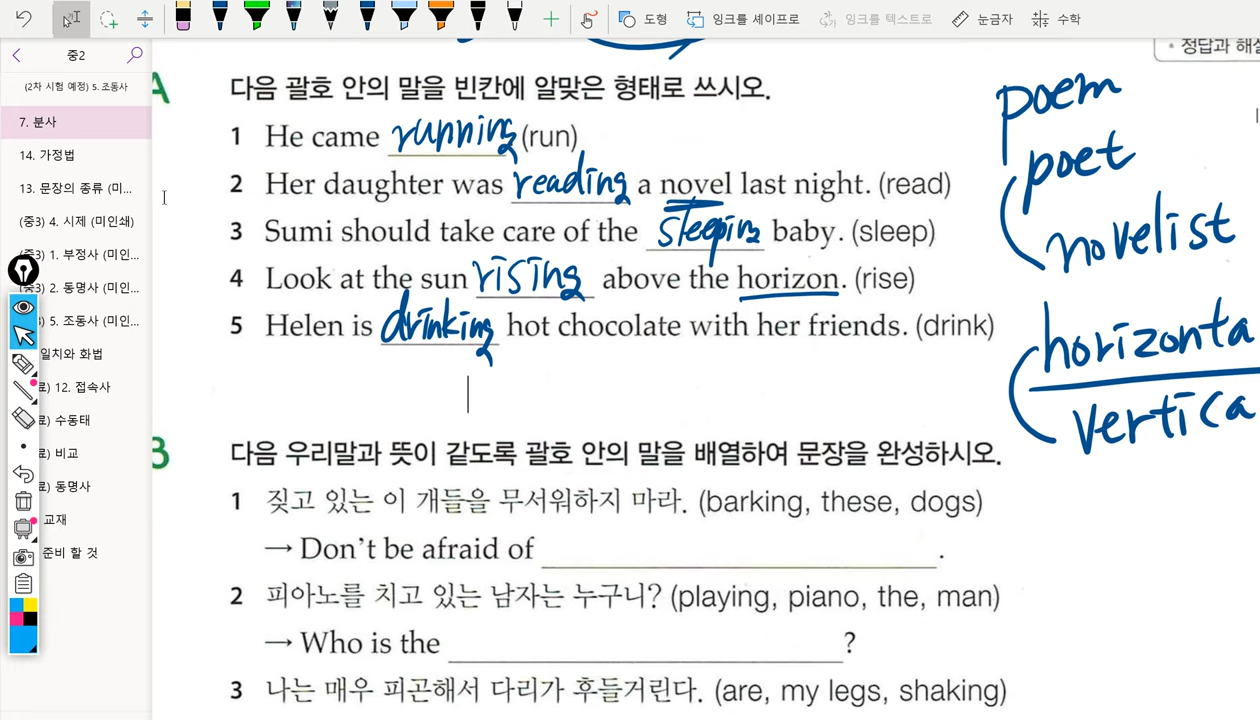 도형
잉크를 셰이프로
잉크를 텍스트로
눈금자
수학
중2
(2차 시험 예정) 5. 조동사
7. 분사
14. 가정법
13. 문장의 종류 (미...
(중3) 4. 시제 (미인쇄)
(중3) 1. 부정사 (미인...
중3) 2. 동명사 (미인...
3) 5. 조동사 (미인...
일치와 화법
료) 12. 접속사
료) 수동태
료) 비교
료) 동명사
교재
준비 할 것
• 정답과 해설
A 다음 괄호 안의 말을 빈칸에 알맞은 형태로 쓰시오.
1 He came running (run)
2 Her daughter was reading a novel last night. (read)
3 Sumi should take care of the sleeping baby. (sleep)
4 Look at the sun rising above the horizon. (rise)
5 Helen is drinking hot chocolate with her friends. (drink)
poem
poet
novelist
horizonta
vertica
B 다음 우리말과 뜻이 같도록 괄호 안의 말을 배열하여 문장을 완성하시오.
1 짖고 있는 이 개들을 무서워하지 마라. (barking, these, dogs)
→ Don't be afraid of .
2 피아노를 치고 있는 남자는 누구니? (playing, piano, the, man)
→ Who is the ?
3 나는 매우 피곤해서 다리가 후들거린다. (are, my legs, shaking)